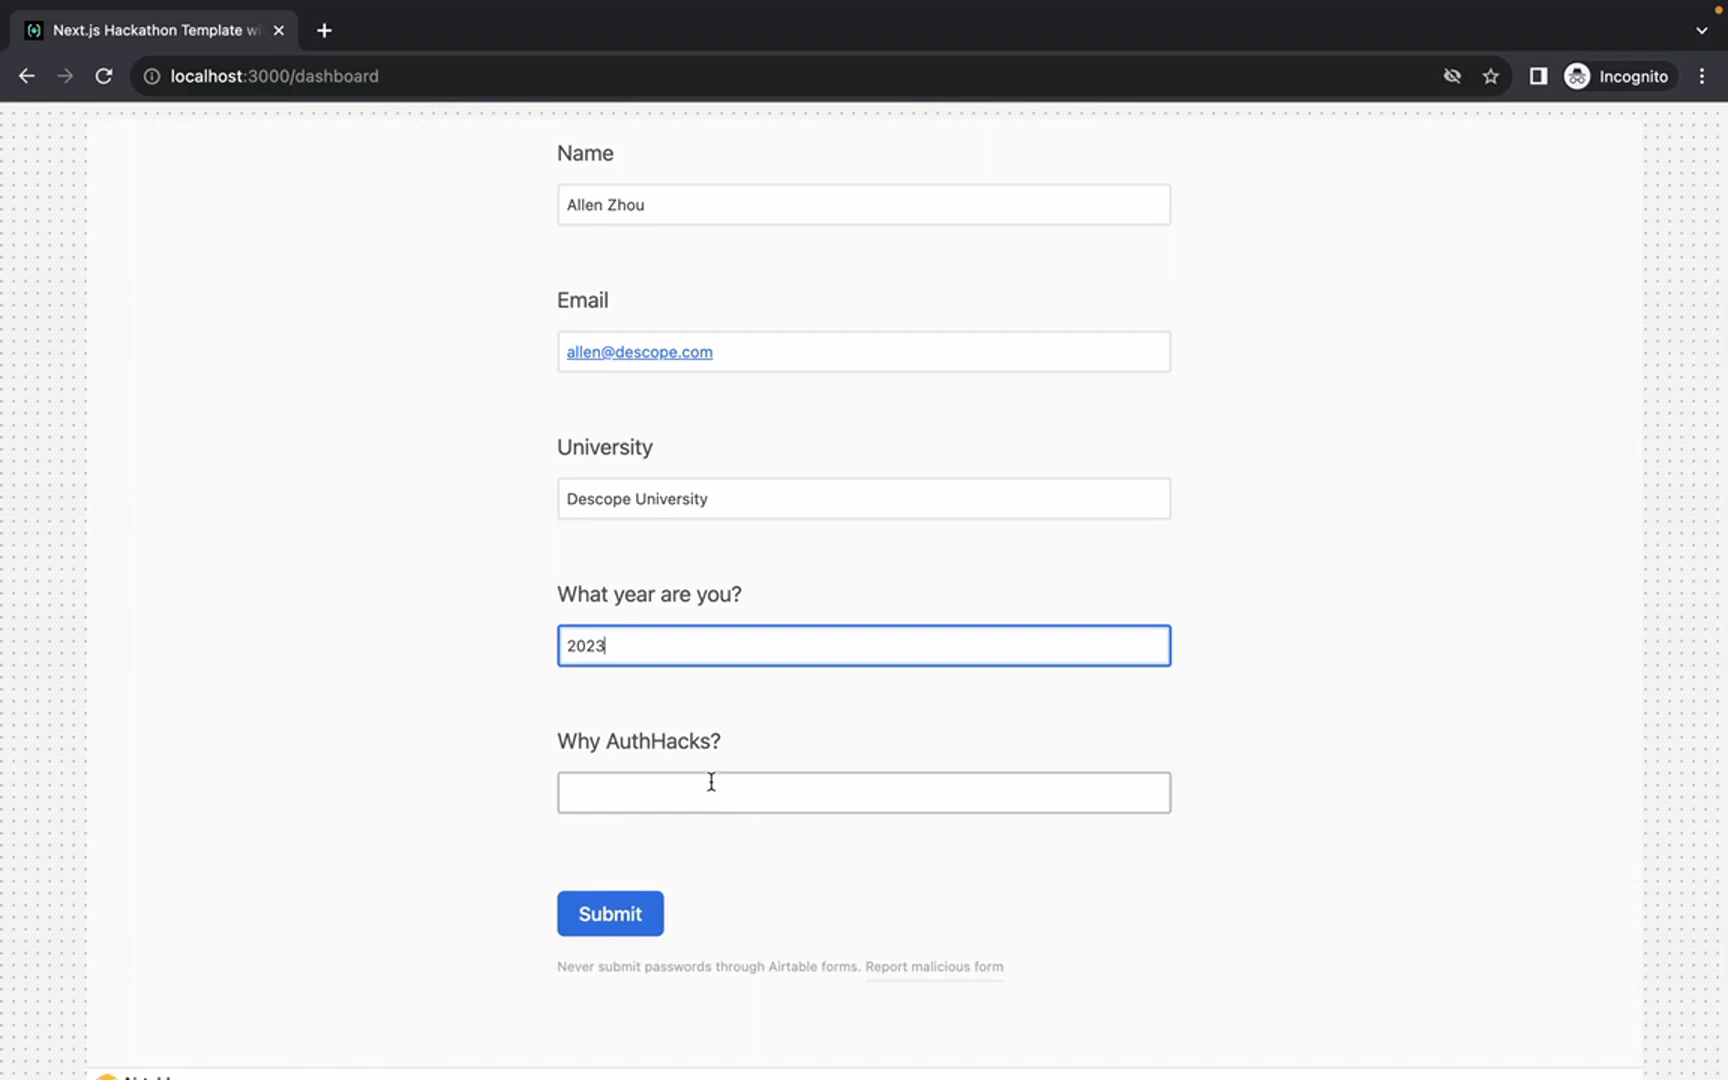 Next.js Hackathon Template wi
localhost:3000/dashboard
Incognito
Name
Allen Zhou
Email
allen@descope.com
University
Descope University
What year are you?
2023
Why AuthHacks?
Submit
Never submit passwords through Airtable forms. Report malicious form